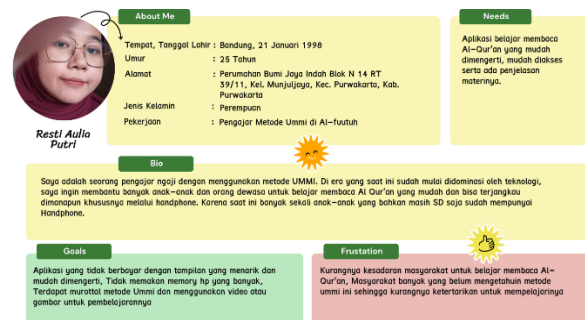 About Me
Tempat, Tanggal Lahir : Bandung, 21 Januari 1998
Umur : 25 Tahun
Alamat : Perumahan Bumi Jaya Indah Blok N 14 RT
39/11, Kel. Munjuljaya, Kec. Purwakarta, Kab.
Purwakarta
Jenis Kelamin : Perempuan
Pekerjaan : Pengajar Metode Ummi di Al-fuutuh
Resti Aulia
Putri
Needs
Aplikasi belajar membaca
Al-Qur'an yang mudah
dimengerti, mudah diakses
serta ada penjelasan
materinya.
Bio
Saya adalah seorang pengajar ngaji dengan menggunakan metode UMMI. Di era yang saat ini sudah mulai didominasi oleh teknologi,
saya ingin membantu banyak anak-anak dan orang dewasa untuk belajar membaca Al Qur'an yang mudah dan bisa terjangkau
dimanapun khususnya melalui handphone. Karena saat ini banyak sekali anak-anak yang bahkan masih SD saja sudah mempunyai
Handphone.
Goals
Aplikasi yang tidak berbayar dengan tampilan yang menarik dan
mudah dimengerti, Tidak memakan memory hp yang banyak,
Terdapat murattal metode Ummi dan menggunakan video atau
gambar untuk pembelajarannya
Frustation
Kurangnya kesadaran masyarakat untuk belajar membaca Al-
Qur'an, Masyarakat banyak yang belum mengetahuin metode
ummi ini sehingga kurangnya ketertarikan untuk mempelajarinya